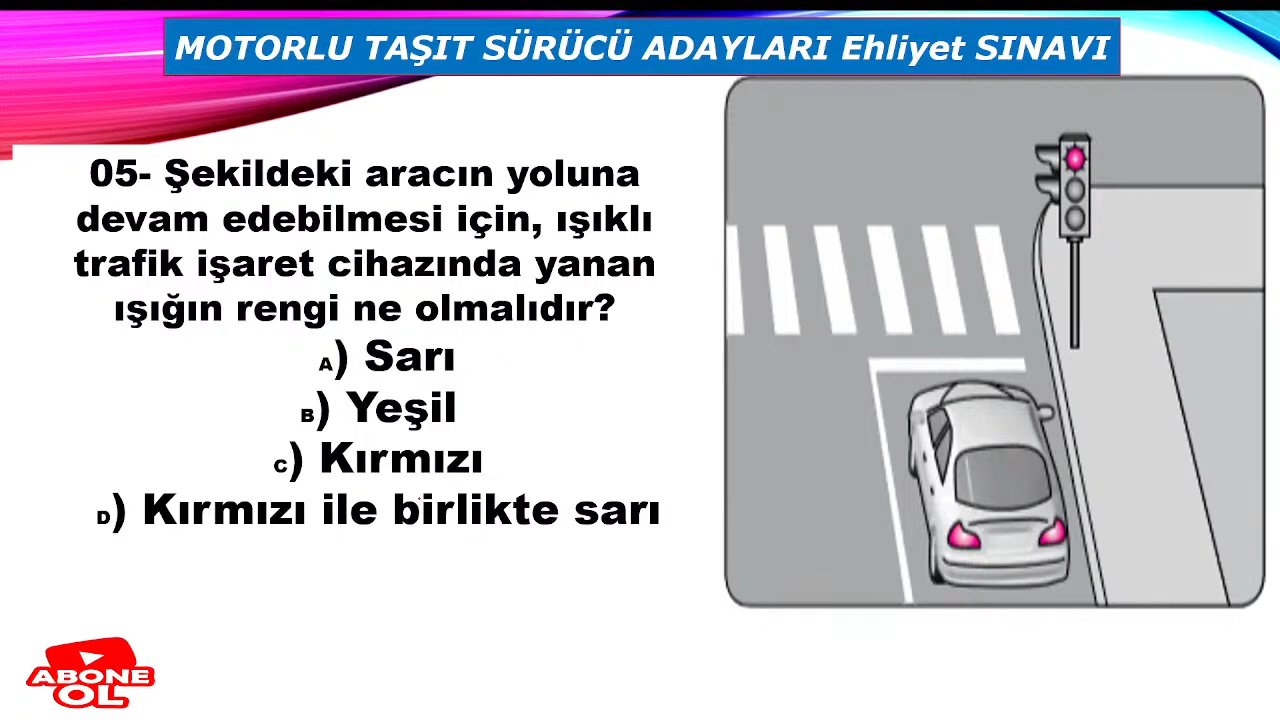 MOTORLU TAŞIT SÜRÜCÜ ADAYLARI Ehliyet SINAVI
05- Şekildeki aracın yoluna
devam edebilmesi için, ışıklı
trafik işaret cihazında yanan
ışığın rengi ne olmalıdır?
A) Sarı
B) Yeşil
C) Kırmızı
D) Kırmızı ile birlikte sarı
ABONE
OL